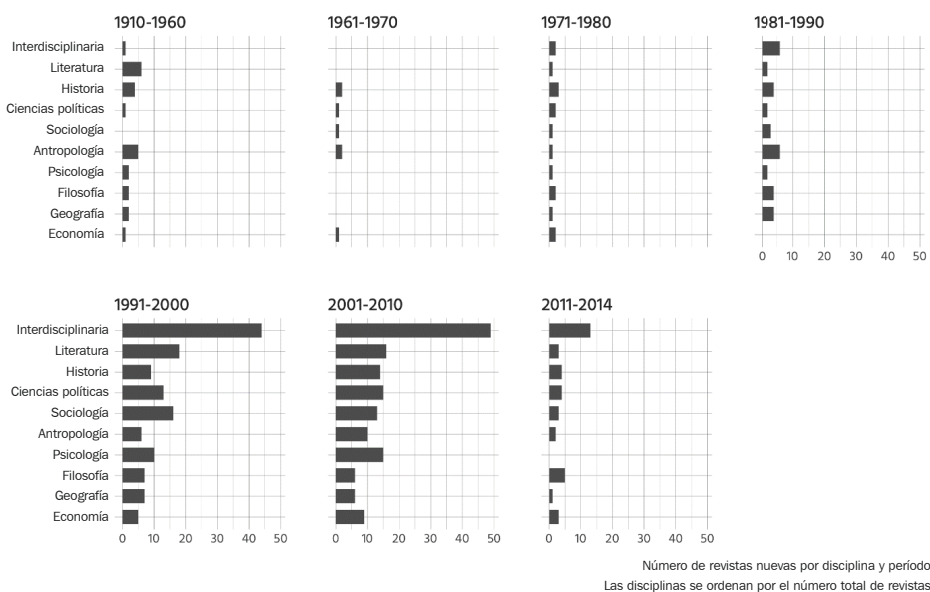 1910-1960
1961-1970
1971-1980
1981-1990
Interdisciplinaria
Literatura
Historia
Ciencias políticas
Sociología
Antropología
Psicología
Filosofía
Geografía
Economía
0 10 20 30 40 50
1991-2000
2001-2010
2011-2014
Interdisciplinaria
Literatura
Historia
Ciencias políticas
Sociología
Antropología
Psicología
Filosofía
Geografía
Economía
0 10 20 30 40 50
0 10 20 30 40 50
0 10 20 30 40 50
Número de revistas nuevas por disciplina y período
Las disciplinas se ordenan por el número total de revistas